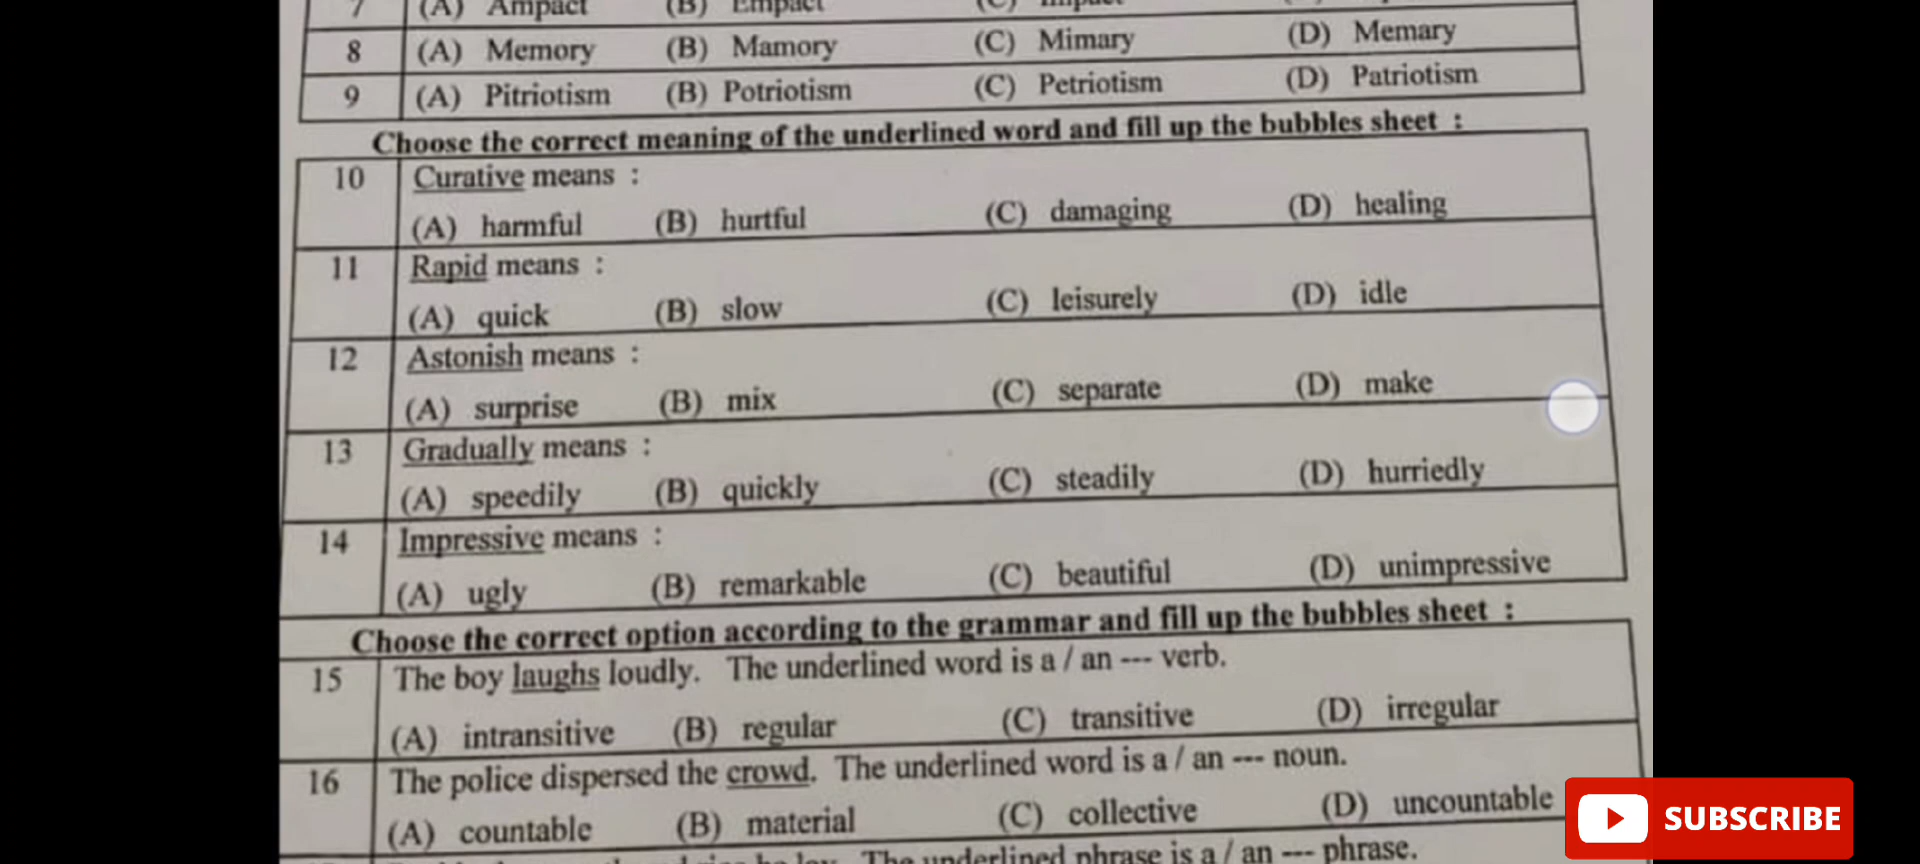 7 (A) Ampact (B) Empact (C) Impact
8 (A) Memory (B) Mamory (C) Mimary (D) Memary
9 (A) Pitriotism (B) Potriotism (C) Petriotism (D) Patriotism
Choose the correct meaning of the underlined word and fill up the bubbles sheet :
10 Curative means :
(A) harmful (B) hurtful (C) damaging (D) healing
11 Rapid means :
(A) quick (B) slow (C) leisurely (D) idle
12 Astonish means :
(A) surprise (B) mix (C) separate (D) make
13 Gradually means :
(A) speedily (B) quickly (C) steadily (D) hurriedly
14 Impressive means :
(A) ugly (B) remarkable (C) beautiful (D) unimpressive
Choose the correct option according to the grammar and fill up the bubbles sheet :
15 The boy laughs loudly. The underlined word is a / an --- verb.
(A) intransitive (B) regular (C) transitive (D) irregular
16 The police dispersed the crowd. The underlined word is a / an --- noun.
(A) countable (B) material (C) collective (D) uncountable
The underlined phrase is a / an --- phrase.
SUBSCRIBE